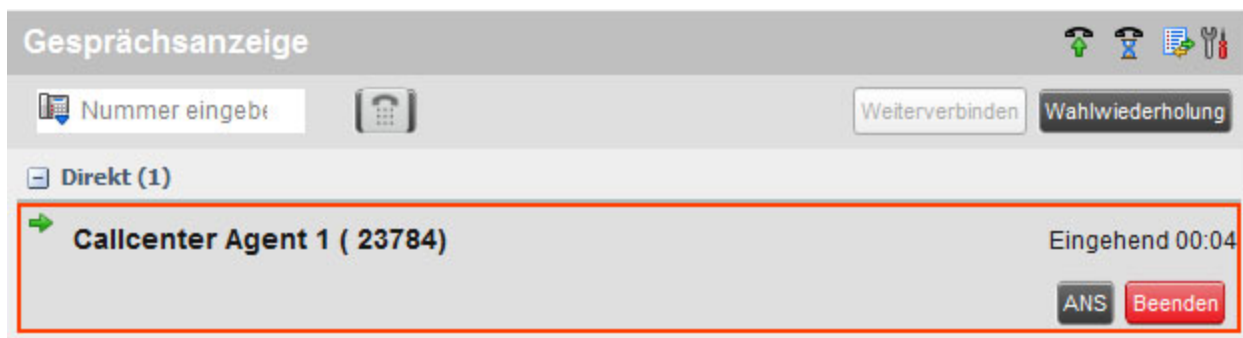 Gesprächsanzeige
Nummer eingebe
Weiterverbinden Wahlwiederholung
Direkt (1)
Callcenter Agent 1 ( 23784) Eingehend 00:04
ANS Beenden